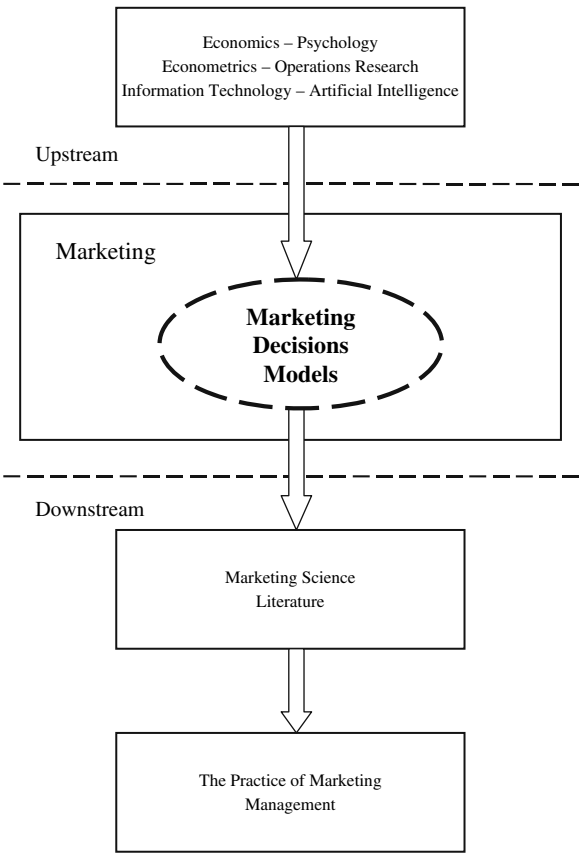 Economics – Psychology
Econometrics – Operations Research
Information Technology – Artificial Intelligence
Upstream
Marketing
Marketing
Decisions
Models
Downstream
Marketing Science
Literature
The Practice of Marketing
Management